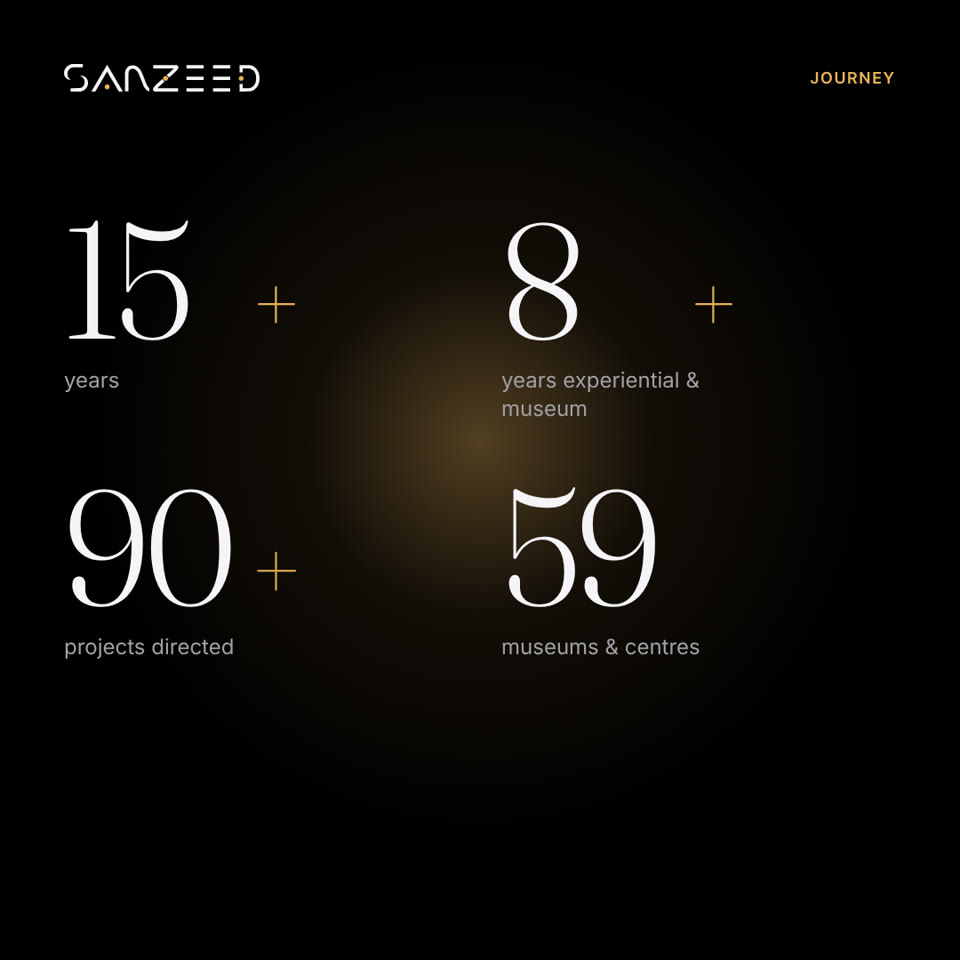 SANZEED
JOURNEY
15 +
years
8 +
years experiential &
museum
90 +
projects directed
59
museums & centres